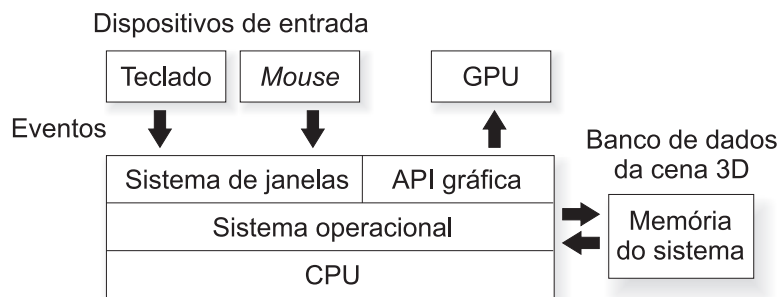 Dispositivos de entrada
Teclado
Mouse
GPU
Eventos
Banco de dados
da cena 3D
Sistema de janelas
API gráfica
Sistema operacional
Memória
do sistema
CPU